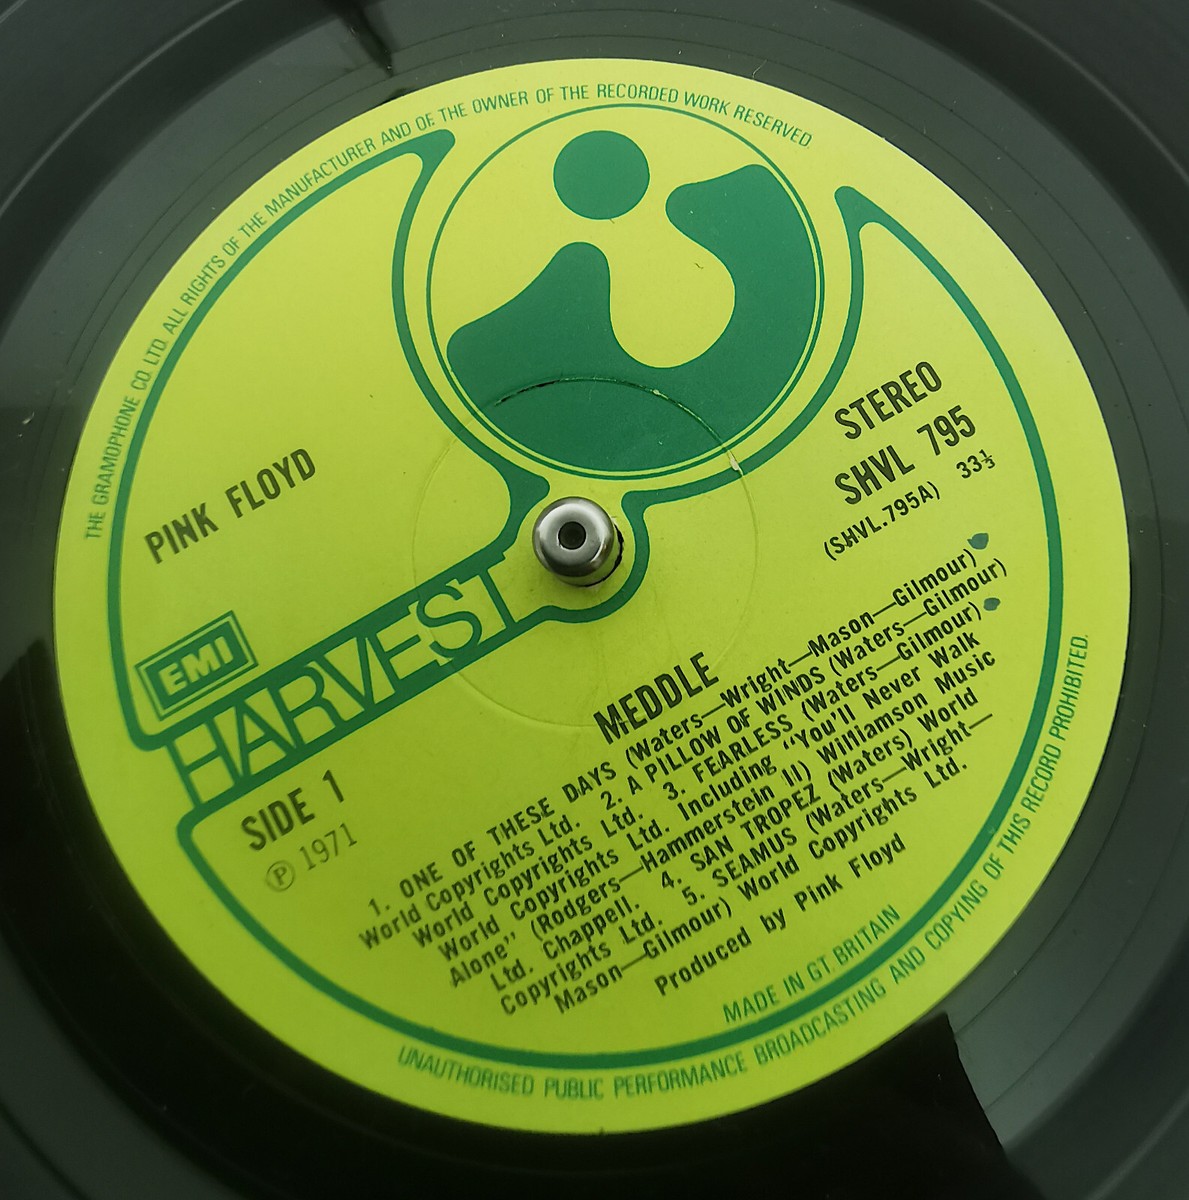 THE GRAMOPHONE CO. LTD. ALL RIGHTS OF THE MANUFACTURER AND OF THE OWNER OF THE RECORDED WORK RESERVED.
STEREO
SHVL 795
(SHVL.795A) 33⅓
PINK FLOYD
EMI
HARVEST
SIDE 1
Ⓟ 1971
MEDDLE
1. ONE OF THESE DAYS (Waters—Wright—Mason—Gilmour)
World Copyrights Ltd. 2. A PILLOW OF WINDS (Waters—Gilmour)
World Copyrights Ltd. 3. FEARLESS (Waters—Gilmour)
World Copyrights Ltd. Including "You'll Never Walk
Alone" (Rodgers—Hammerstein II) Williamson Music
Ltd. Chappell. 4. SAN TROPEZ (Waters) World
Copyrights Ltd. 5. SEAMUS (Waters—Wright—
Mason—Gilmour) World Copyrights Ltd.
Produced by Pink Floyd
MADE IN GT. BRITAIN
UNAUTHORISED PUBLIC PERFORMANCE BROADCASTING AND COPYING OF THIS RECORD PROHIBITED.